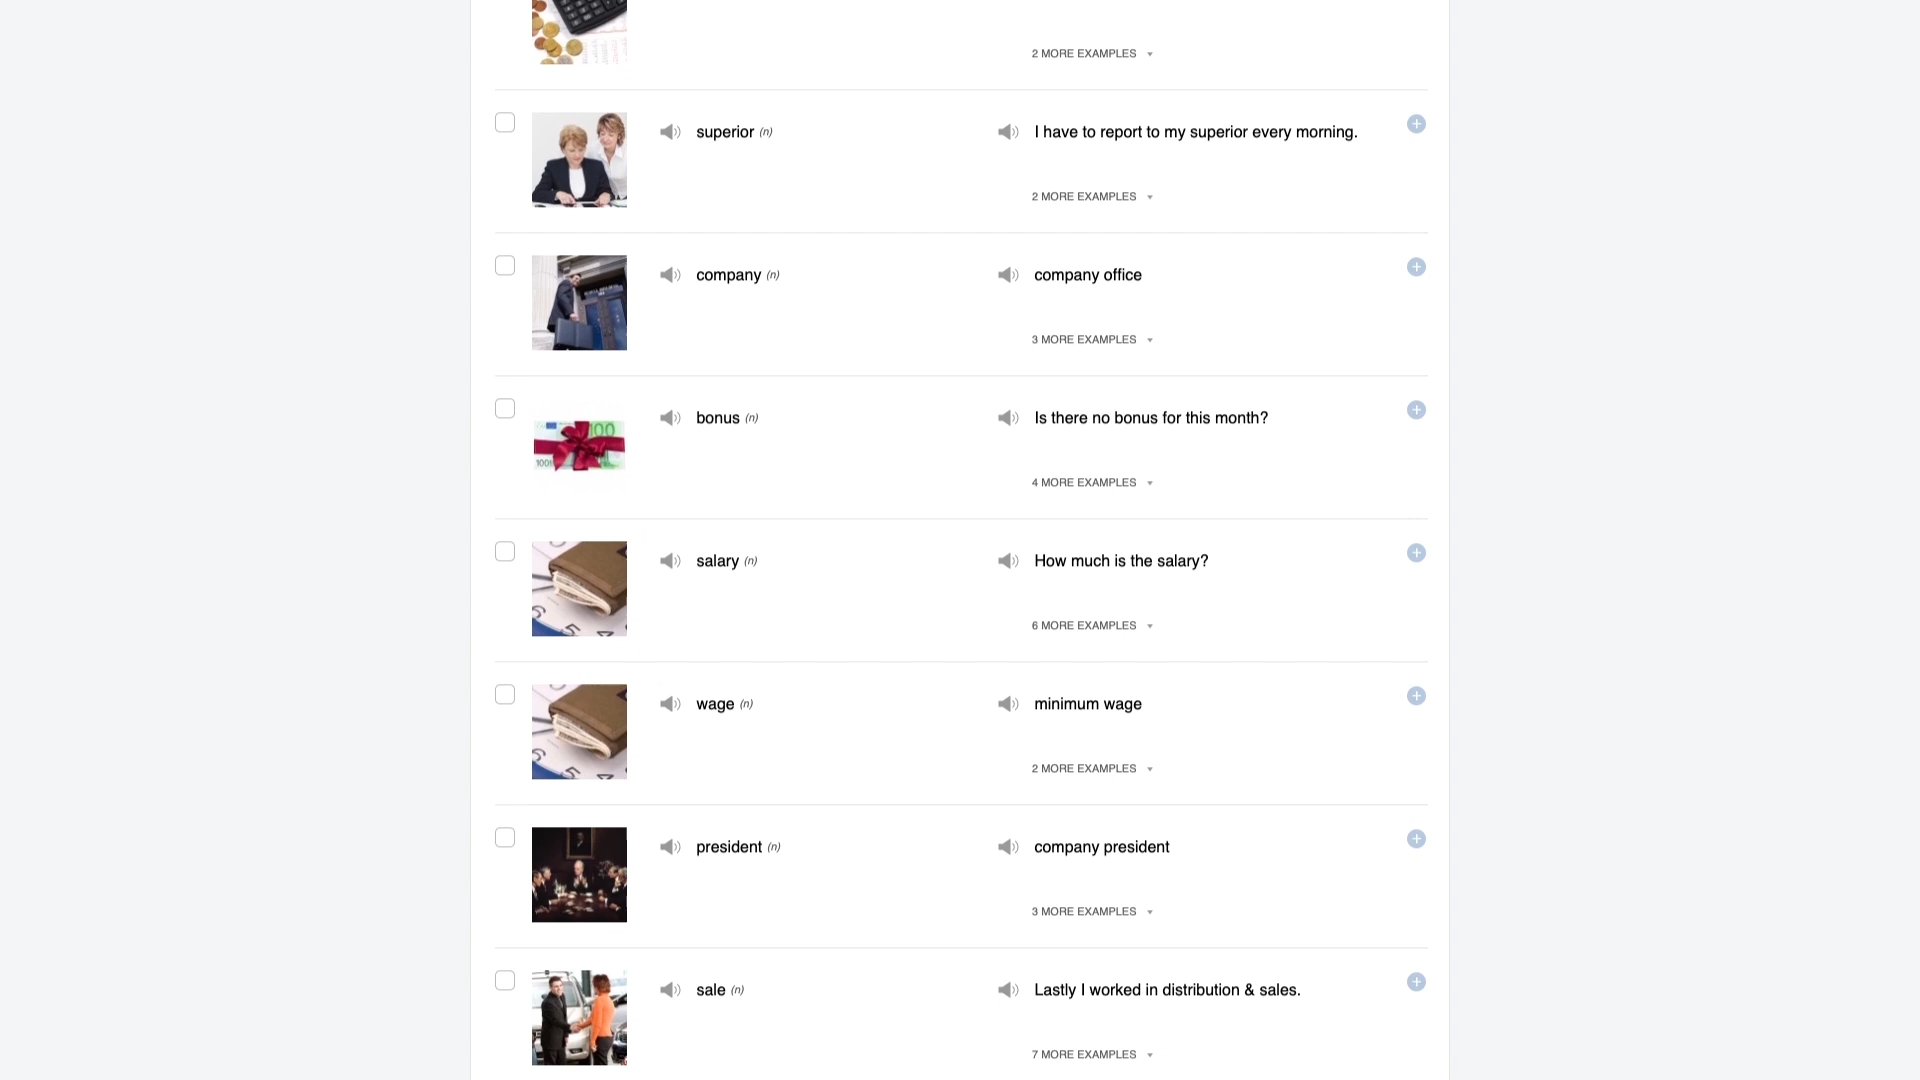 2 MORE EXAMPLES
superior (n)
I have to report to my superior every morning.
2 MORE EXAMPLES
company (n)
company office
3 MORE EXAMPLES
bonus (n)
Is there no bonus for this month?
4 MORE EXAMPLES
100
100
salary (n)
How much is the salary?
6 MORE EXAMPLES
wage (n)
minimum wage
2 MORE EXAMPLES
president (n)
company president
3 MORE EXAMPLES
sale (n)
Lastly I worked in distribution & sales.
7 MORE EXAMPLES